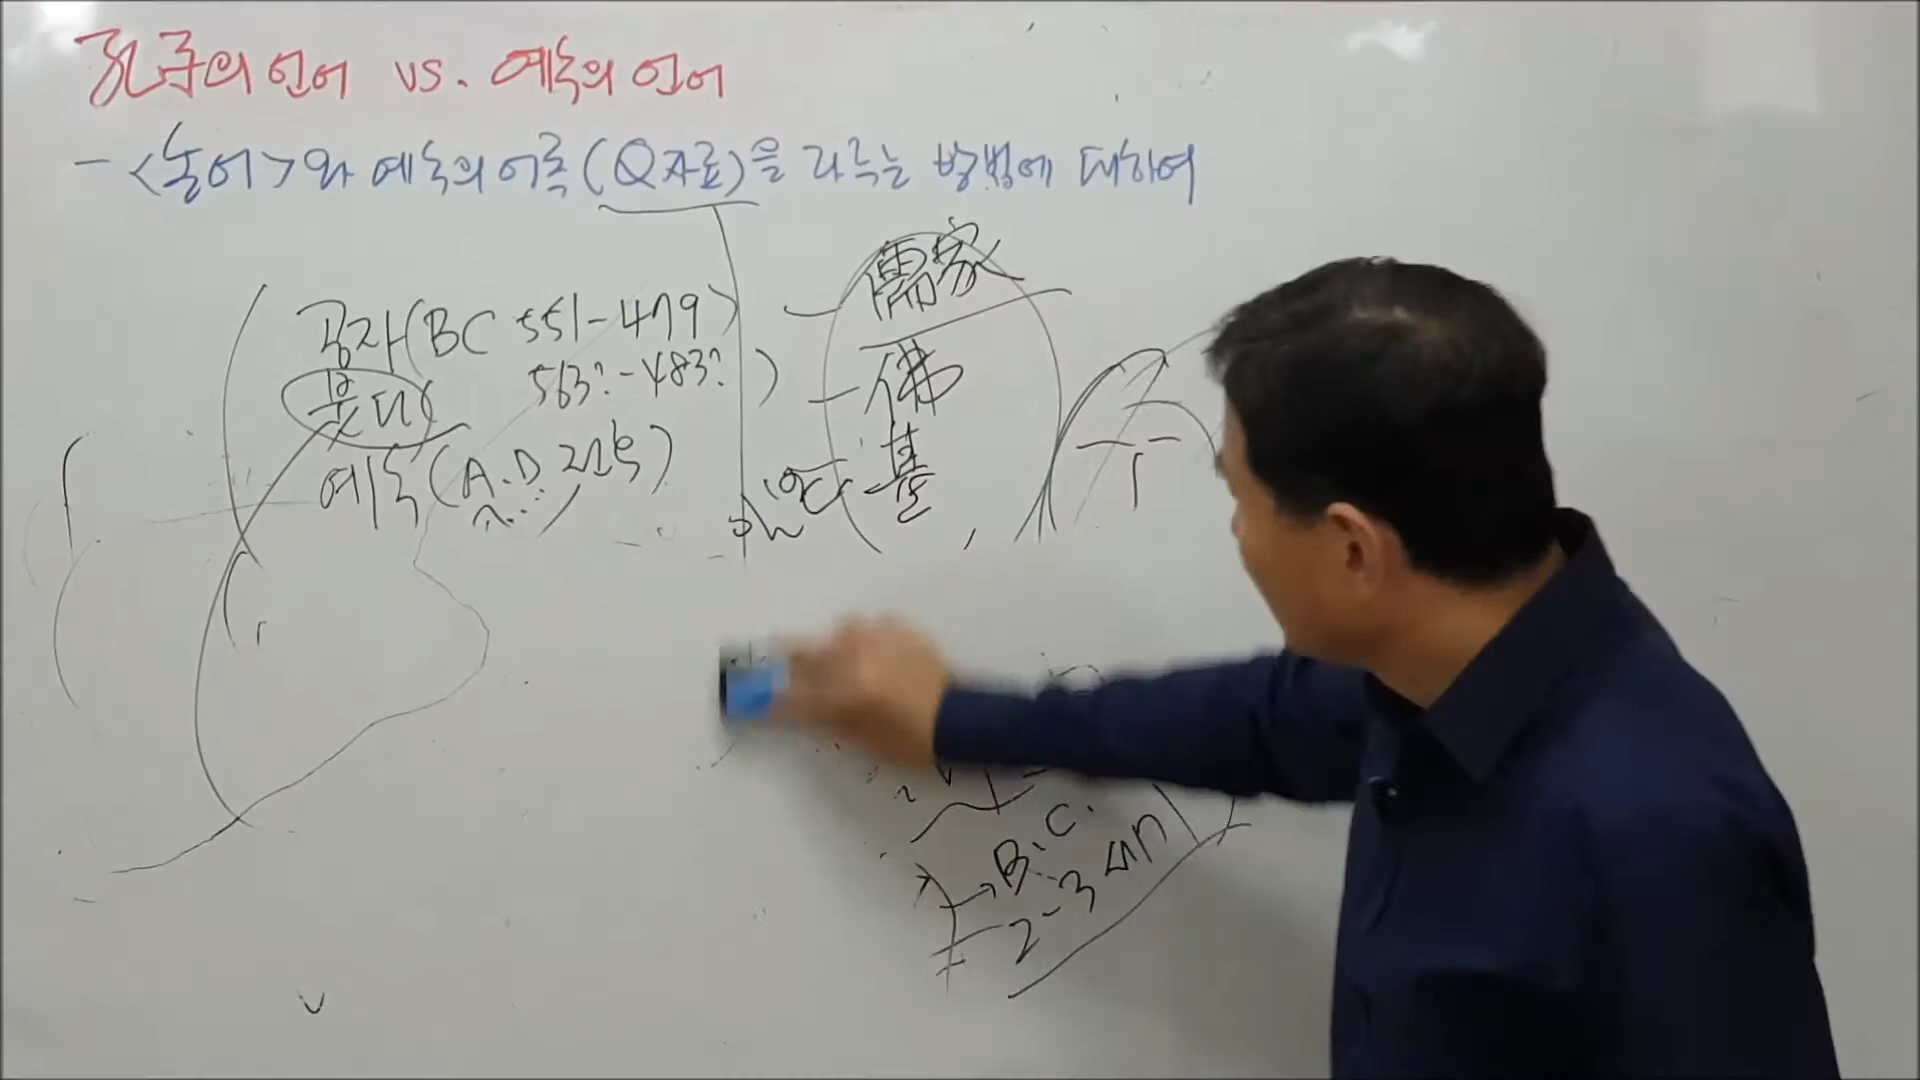 孔子의 언어 vs. 예수의 언어
- <논어>와 예수의 어록(Q자료)을 다루는 방법에 대하여
공자(BC 551-479)
붓다( 563?-483?)
예수(A.D 전후)
儒家
佛
基
B.C.
2-3 세기